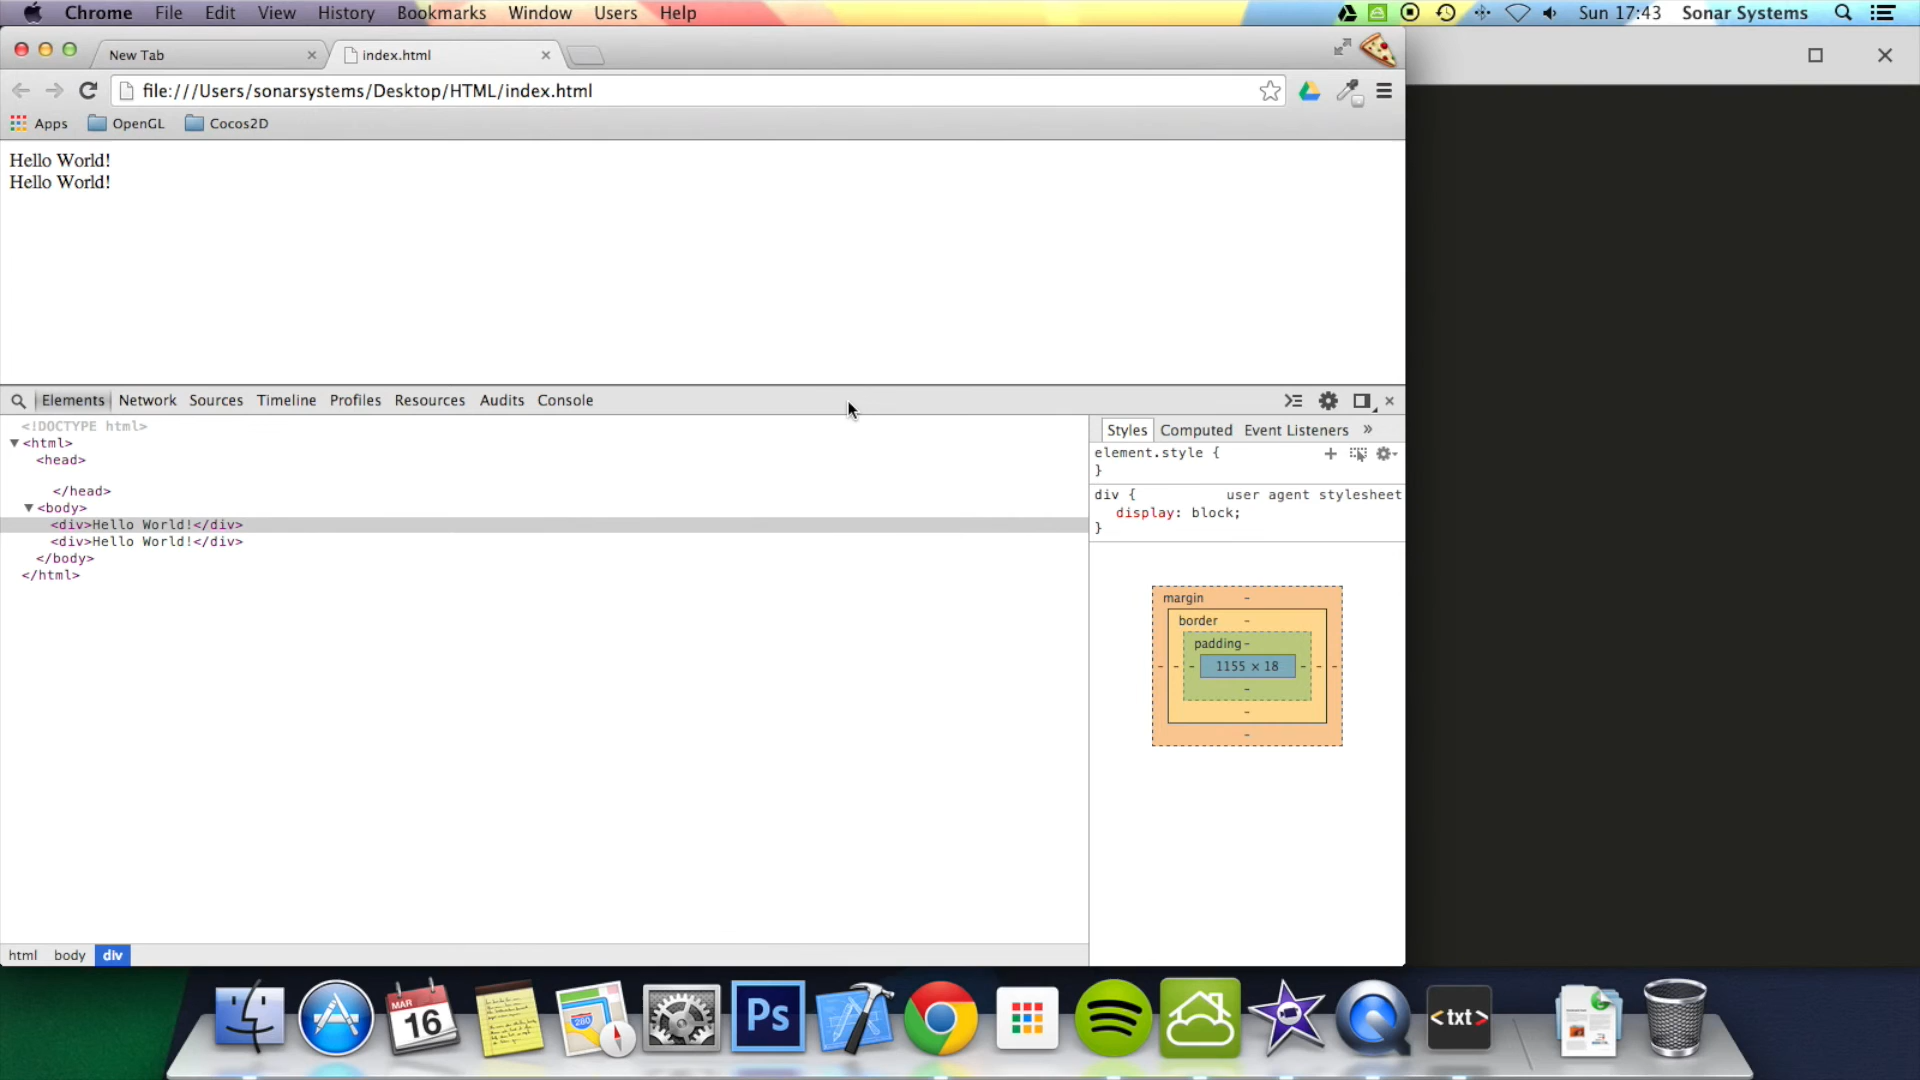 Chrome File Edit View History Bookmarks Window Users Help Sun 17:43 Sonar Systems
New Tab index.html
file:///Users/sonarsystems/Desktop/HTML/index.html
Apps OpenGL Cocos2D
Hello World!
Hello World!
Elements Network Sources Timeline Profiles Resources Audits Console
<!DOCTYPE html>
<html>
<head>
</head>
<body>
<div>Hello World!</div>
<div>Hello World!</div>
</body>
</html>
Styles Computed Event Listeners »
element.style {
}
div { user agent stylesheet
display: block;
}
margin -
border -
padding -
- - - 1155 × 18 - - -
-
-
-
html body div
MAR
16
280
Ps
<txt>